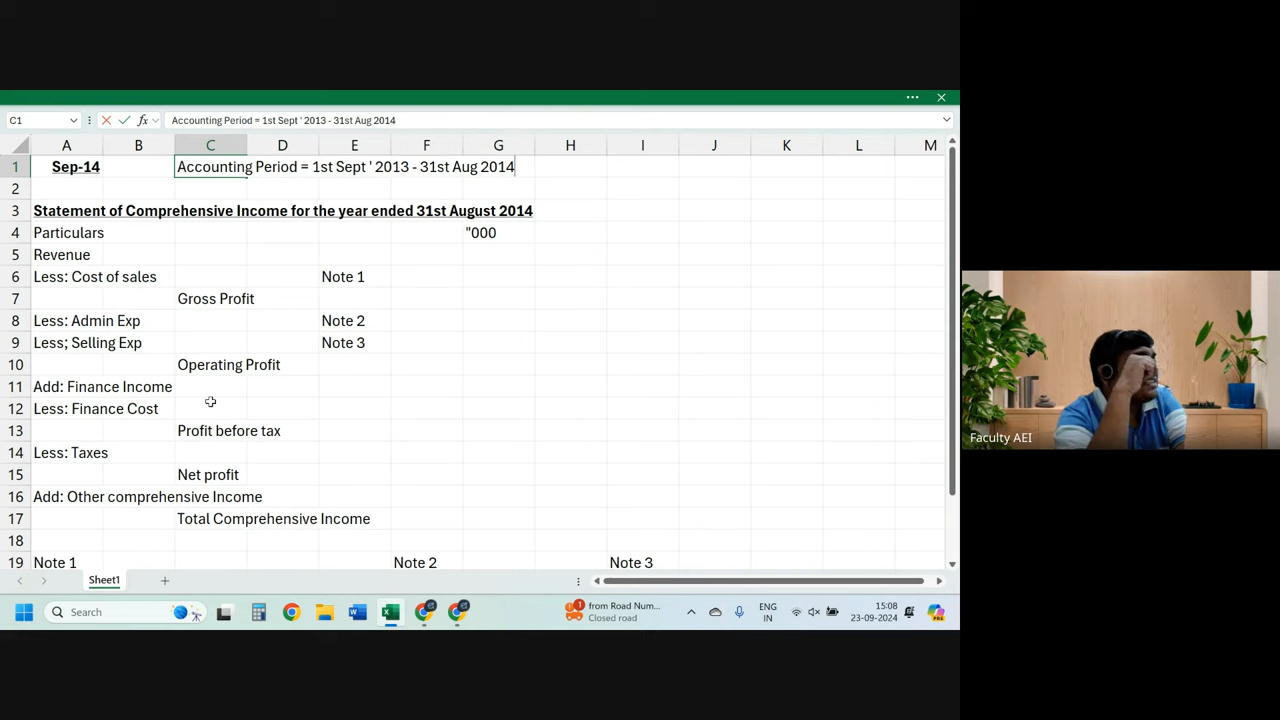 C1 fx Accounting Period = 1st Sept ' 2013 - 31st Aug 2014
A B C D E F G H I J K L M
1 Sep-14 Accounting Period = 1st Sept ' 2013 - 31st Aug 2014
2
3 Statement of Comprehensive Income for the year ended 31st August 2014
4 Particulars "000
5 Revenue
6 Less: Cost of sales Note 1
7 Gross Profit
8 Less: Admin Exp Note 2
9 Less; Selling Exp Note 3
10 Operating Profit
11 Add: Finance Income
12 Less: Finance Cost
13 Profit before tax
14 Less: Taxes
15 Net profit
16 Add: Other comprehensive Income
17 Total Comprehensive Income
18
19 Note 1 Note 2 Note 3
Sheet1
Search
1 from Road Num...
Closed road
ENG
IN
15:08
23-09-2024
Faculty AEI